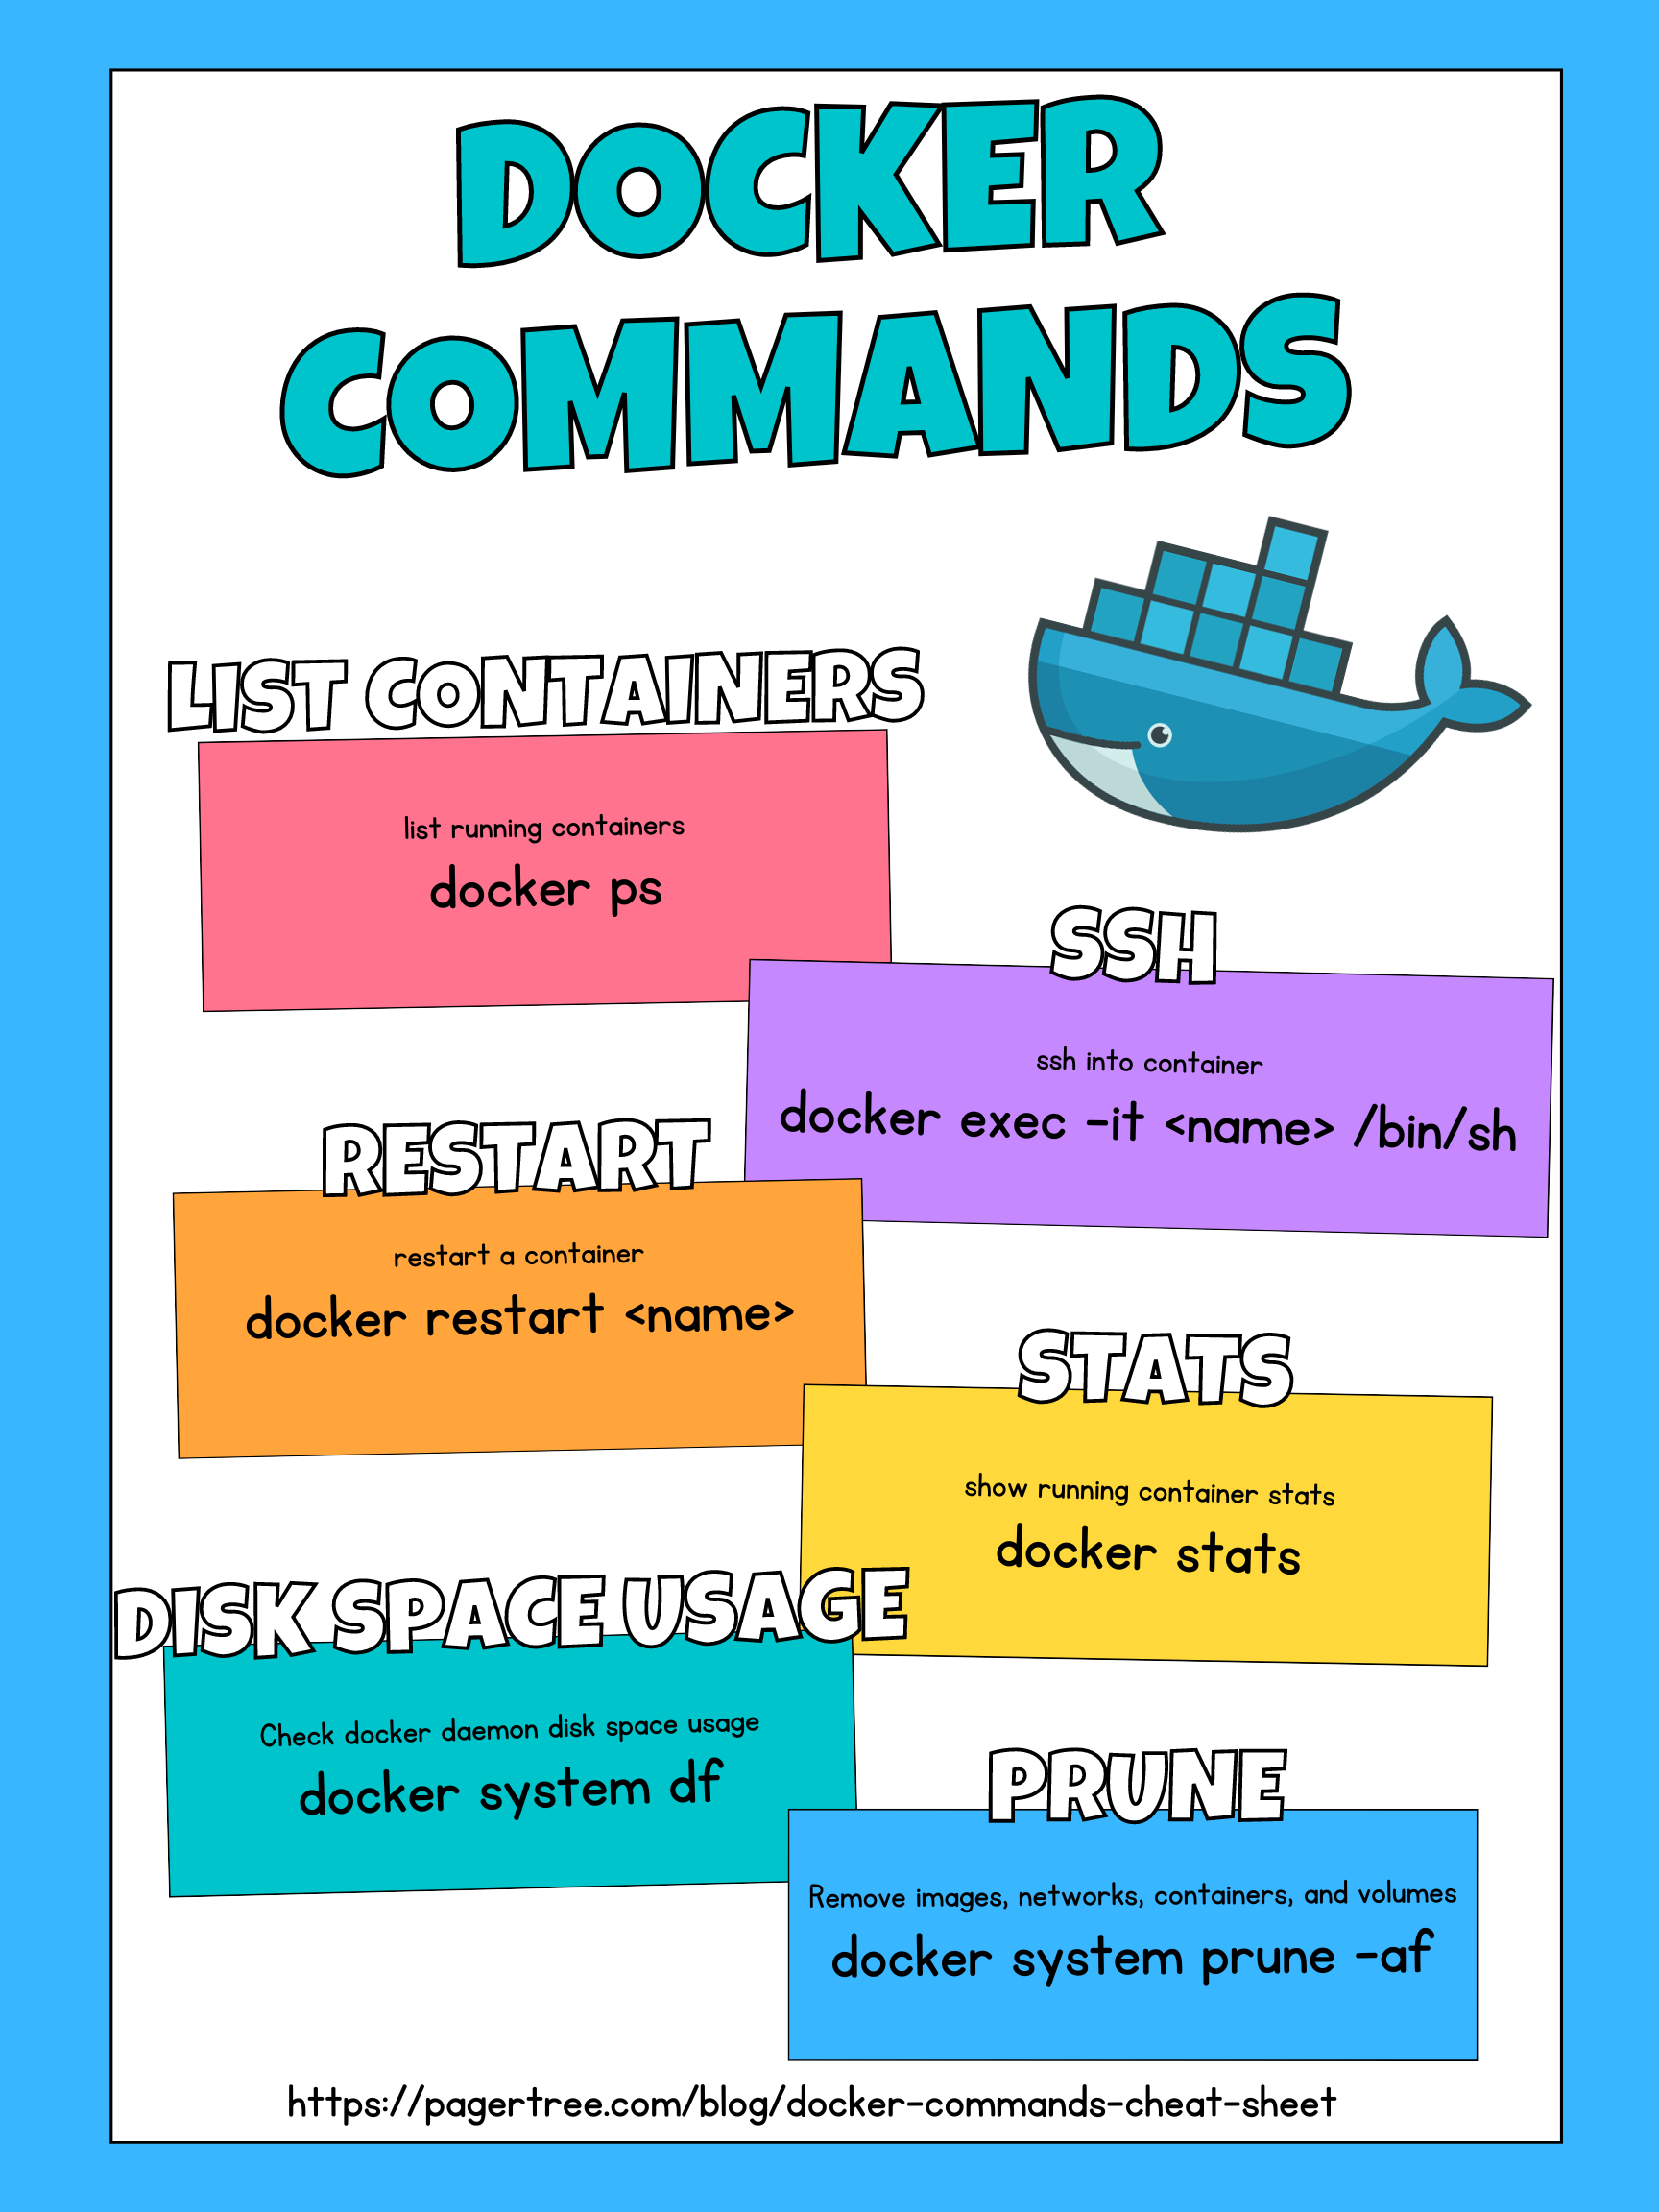 DOCKER
COMMANDS
LIST CONTAINERS
list running containers
docker ps
SSH
ssh into container
docker exec -it <name> /bin/sh
RESTART
restart a container
docker restart <name>
STATS
show running container stats
docker stats
DISK SPACE USAGE
Check docker daemon disk space usage
docker system df
PRUNE
Remove images, networks, containers, and volumes
docker system prune -af
https://pagertree.com/blog/docker-commands-cheat-sheet